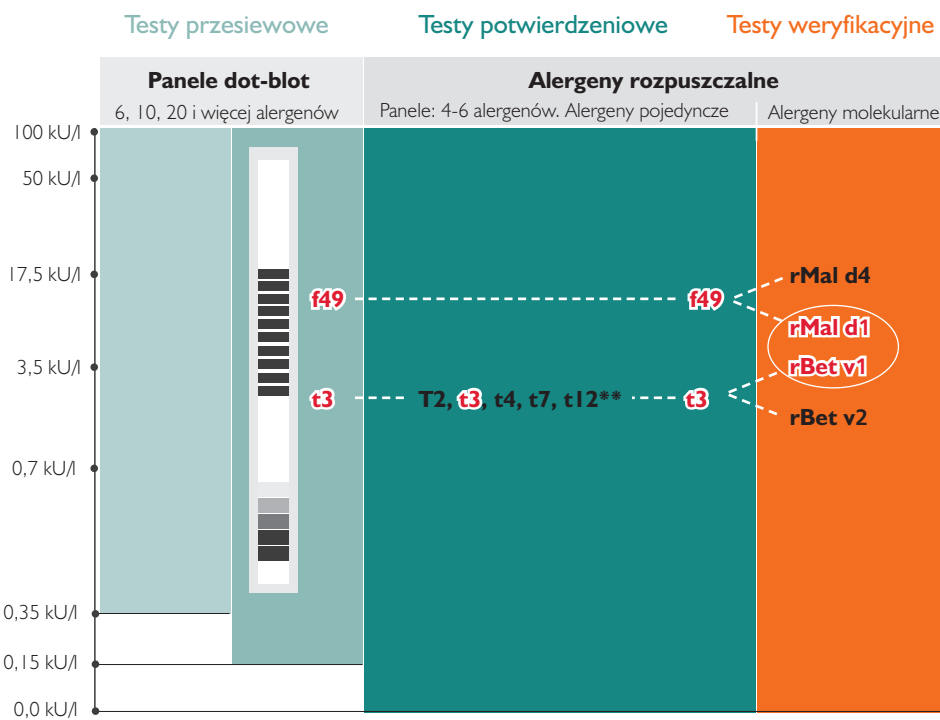 Testy przesiewowe
Testy potwierdzeniowe
Testy weryfikacyjne
Panele dot-blot
6, 10, 20 i więcej alergenów
Alergeny rozpuszczalne
Panele: 4-6 alergenów. Alergeny pojedyncze
Alergeny molekularne
100 kU/l
50 kU/l
17,5 kU/l
3,5 kU/l
0,7 kU/l
0,35 kU/l
0,15 kU/l
0,0 kU/l
f49
f49
rMal d4
rMal d1
rBet v1
t3
T2, t3, t4, t7, t12**
t3
rBet v2